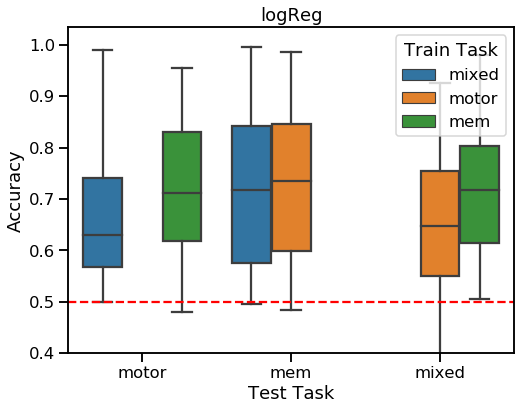 logReg
Accuracy
1.0
0.9
0.8
0.7
0.6
0.5
0.4
Train Task
mixed
motor
mem
motor mem mixed
Test Task